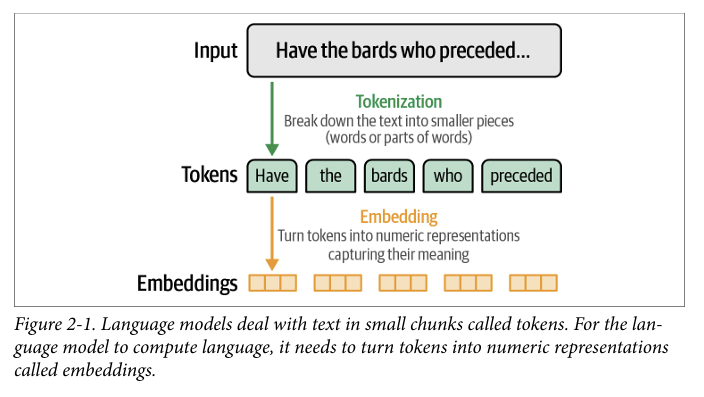 Input
Have the bards who preceded...
Tokenization
Break down the text into smaller pieces
(words or parts of words)
Tokens
Have the bards who preceded
Embedding
Turn tokens into numeric representations
capturing their meaning
Embeddings
Figure 2-1. Language models deal with text in small chunks called tokens. For the lan-
guage model to compute language, it needs to turn tokens into numeric representations
called embeddings.